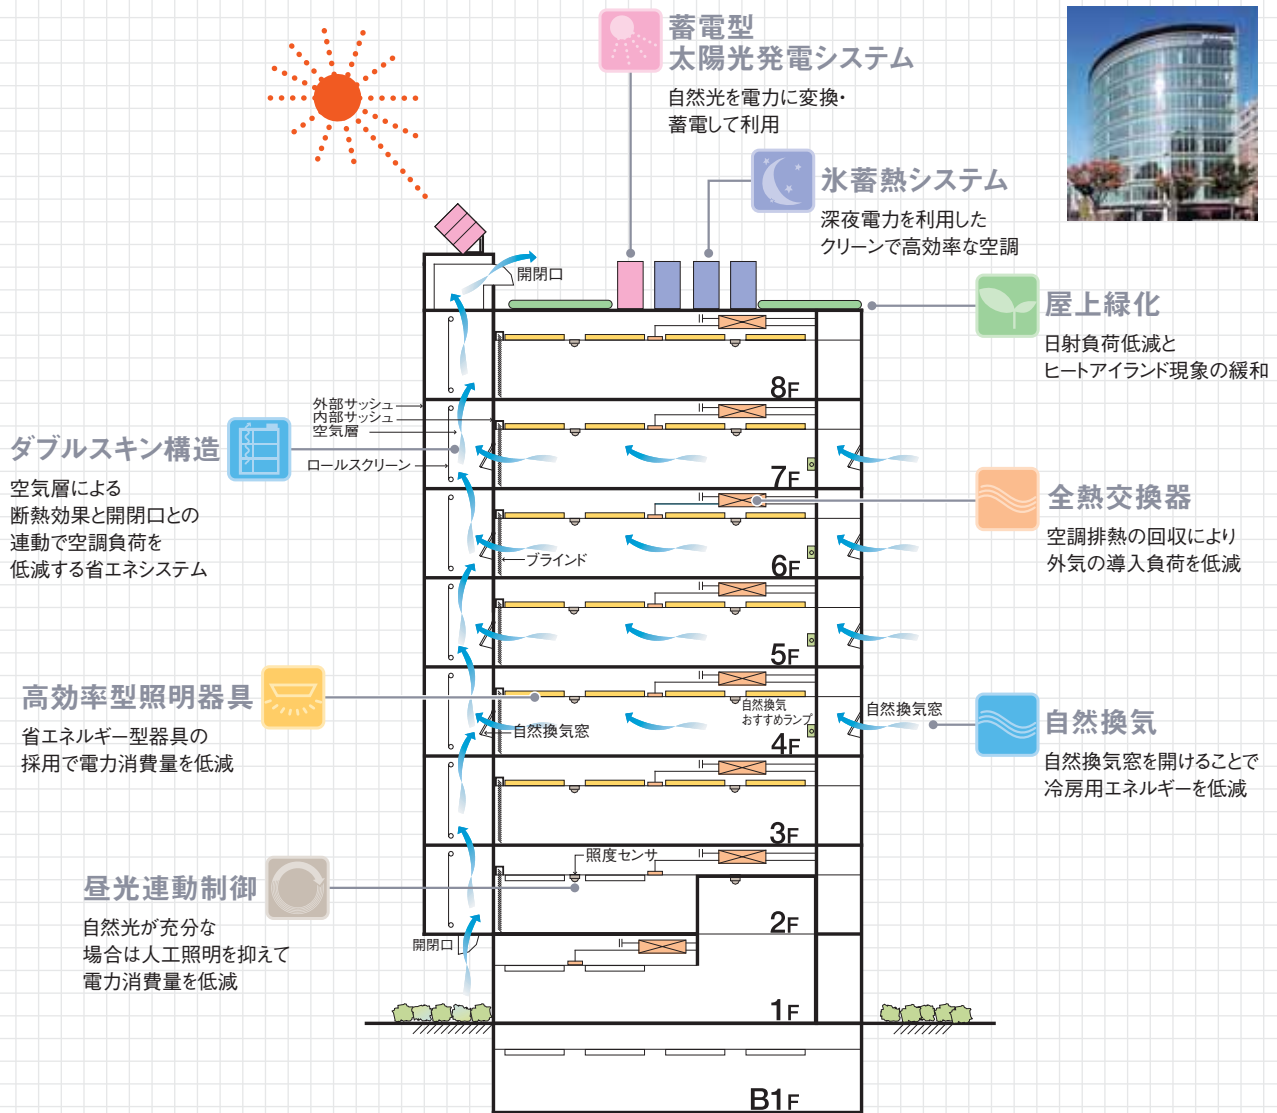 蓄電型
太陽光発電システム
自然光を電力に変換・
蓄電して利用
氷蓄熱システム
深夜電力を利用した
クリーンで高効率な空調
開閉口
屋上緑化
日射負荷低減と
ヒートアイランド現象の緩和
8F
外部サッシュ
内部サッシュ
空気層
ロールスクリーン
ダブルスキン構造
空気層による
断熱効果と開閉口との
連動で空調負荷を
低減する省エネシステム
7F
全熱交換器
空調排熱の回収により
外気の導入負荷を低減
ブラインド
6F
5F
高効率型照明器具
省エネルギー型器具の
採用で電力消費量を低減
自然換気窓
自然換気
おすすめランプ
4F
自然換気窓
自然換気
自然換気窓を開けることで
冷房用エネルギーを低減
3F
照度センサ
昼光連動制御
自然光が充分な
場合は人工照明を抑えて
電力消費量を低減
2F
開閉口
1F
B1F